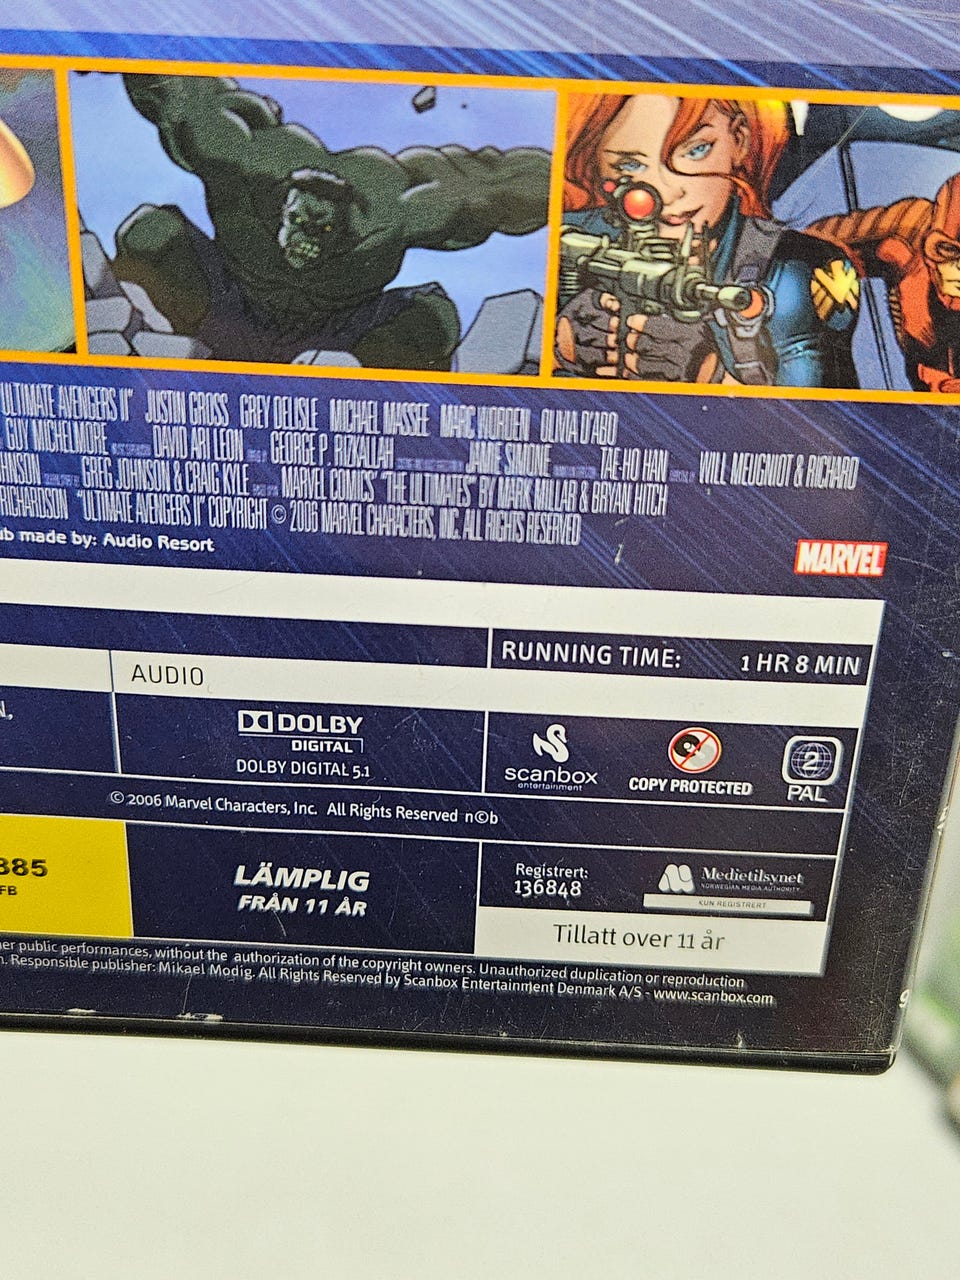 ULTIMATE AVENGERS II" JUSTIN GROSS GREY DELISLE MICHAEL MASSEE MARC WORDEN OLIVIA D'ABO
GUY MICHELMORE DAVID ARI LEON GEORGE P. RIZKALLAH JAMIE SIMONE TAE-HO HAN WILL MEUGNIOT & RICHARD
HNSON GREG JOHNSON & CRAIG KYLE MARVEL COMICS' "THE ULTIMATES" BY MARK MILLAR & BRYAN HITCH
RICHARDSON "ULTIMATE AVENGERS II" COPYRIGHT © 2006 MARVEL CHARACTERS, INC. ALL RIGHTS RESERVED
ub made by: Audio Resort
MARVEL
RUNNING TIME: 1 HR 8 MIN
AUDIO
N,
DOLBY
DIGITAL
DOLBY DIGITAL 5.1
scanbox
entertainment
COPY PROTECTED
2
PAL
© 2006 Marvel Characters, Inc. All Rights Reserved n©b
885
FB
LÄMPLIG
FRÅN 11 ÅR
Registrert:
136848
Medietilsynet
NORWEGIAN MEDIA AUTHORITY
KUN REGISTRERT
Tillatt over 11 år
er public performances, without the authorization of the copyright owners. Unauthorized duplication or reproduction
n. Responsible publisher: Mikael Modig. All Rights Reserved by Scanbox Entertainment Denmark A/S - www.scanbox.com